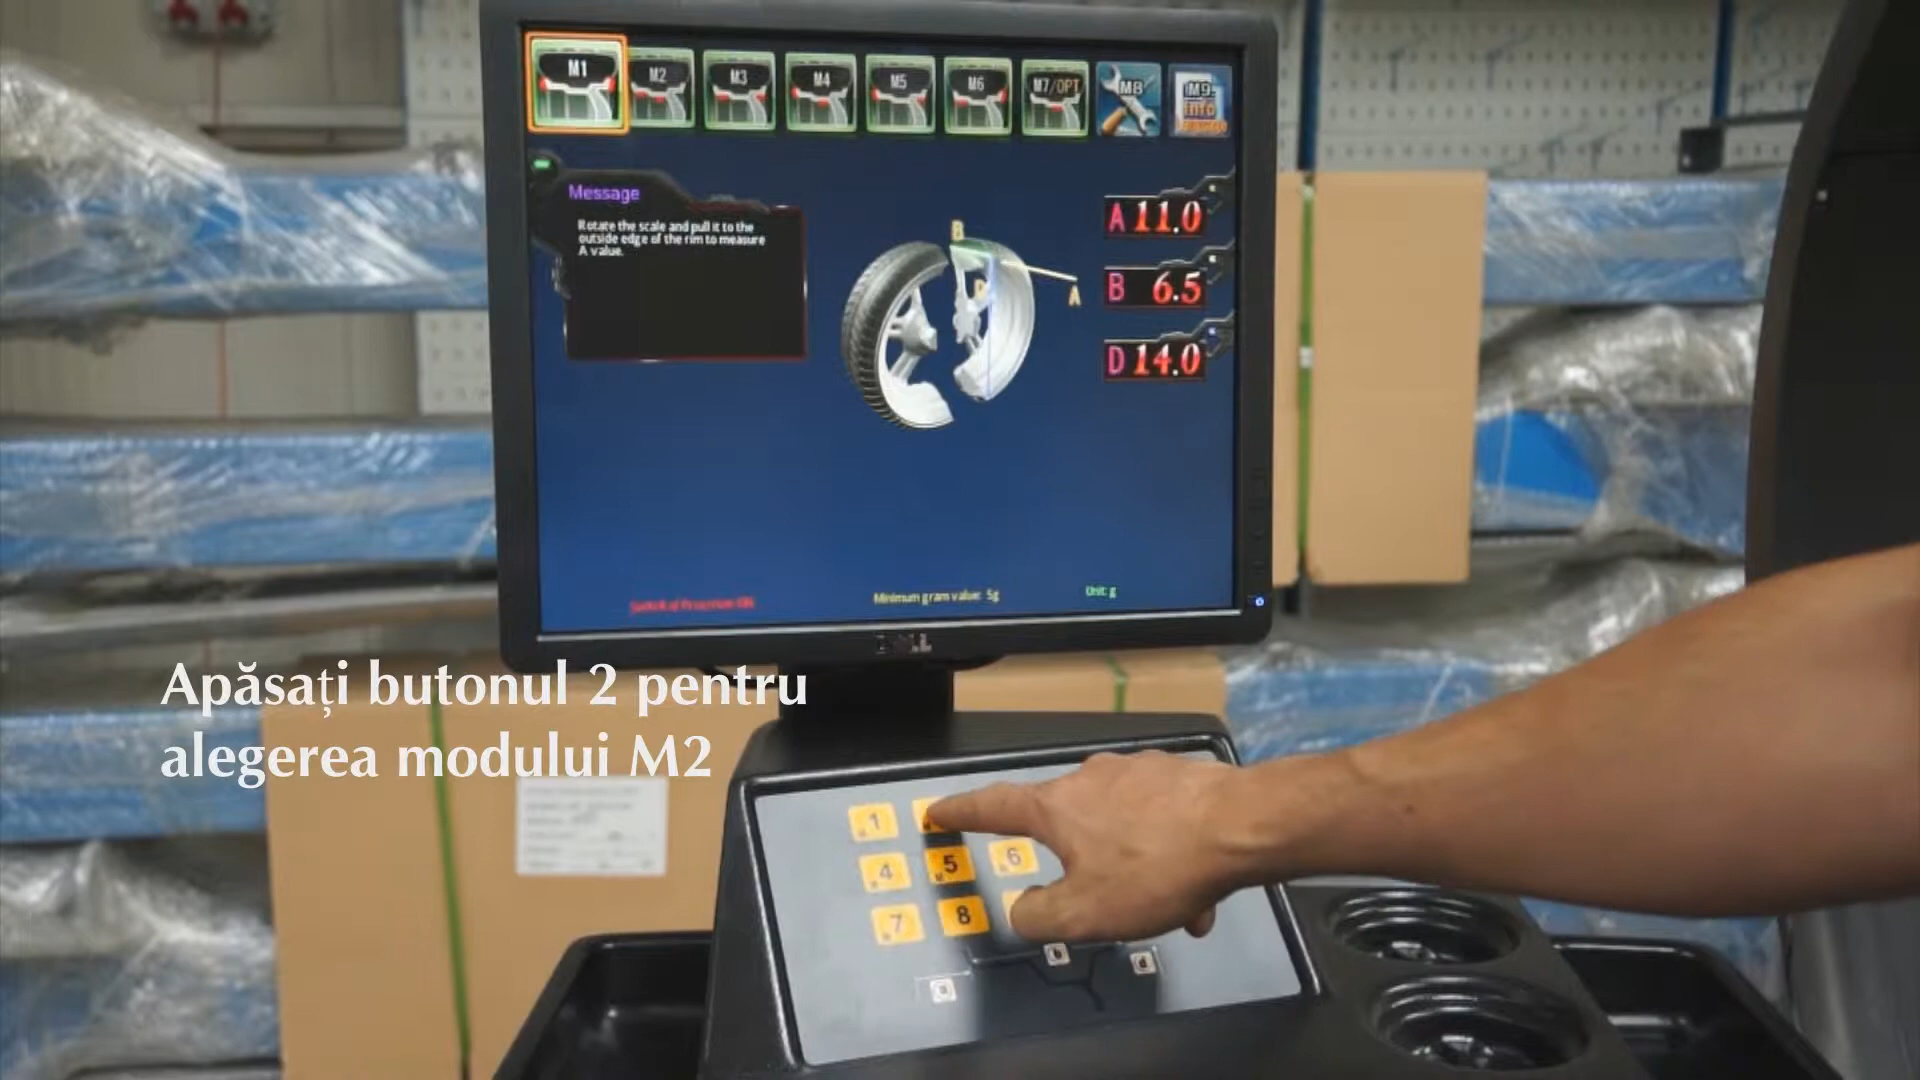 M1
M2
M3
M4
M5
M6
M7/OPT
M8
M9.
Info
Message
Rotate the scale and pull it to the
outside edge of the rim to measure
A value.
B
A
A 11.0
B 6.5
D 14.0
Minimum gram value: 5g
Unit: g
Apăsați butonul 2 pentru
alegerea modului M2
1
4
5
6
7
8
a
b
d